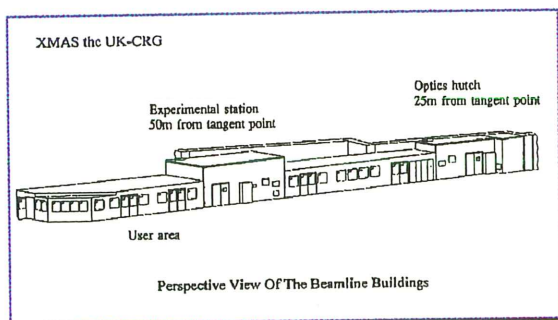 XMAS the UK-CRG
Optics hutch
25m from tangent point
Experimental station
50m from tangent point
User area
Perspective View Of The Beamline Buildings